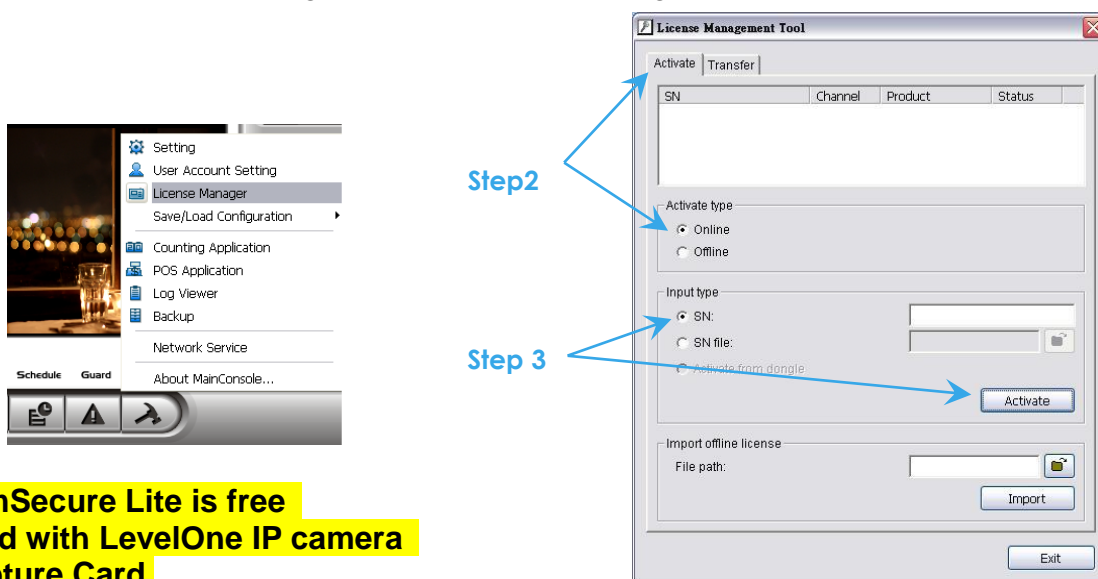 Setting
User Account Setting
License Manager
Save/Load Configuration
Counting Application
POS Application
Log Viewer
Backup
Network Service
About MainConsole...
Schedule Guard
Secure Lite is free
with LevelOne IP camera
Card
Step2
Step 3
License Management Tool
Activate Transfer
SN Channel Product Status
Activate type
Online
Offline
Input type
SN:
SN file:
Activate from dongle
Activate
Import offline license
File path:
Import
Exit